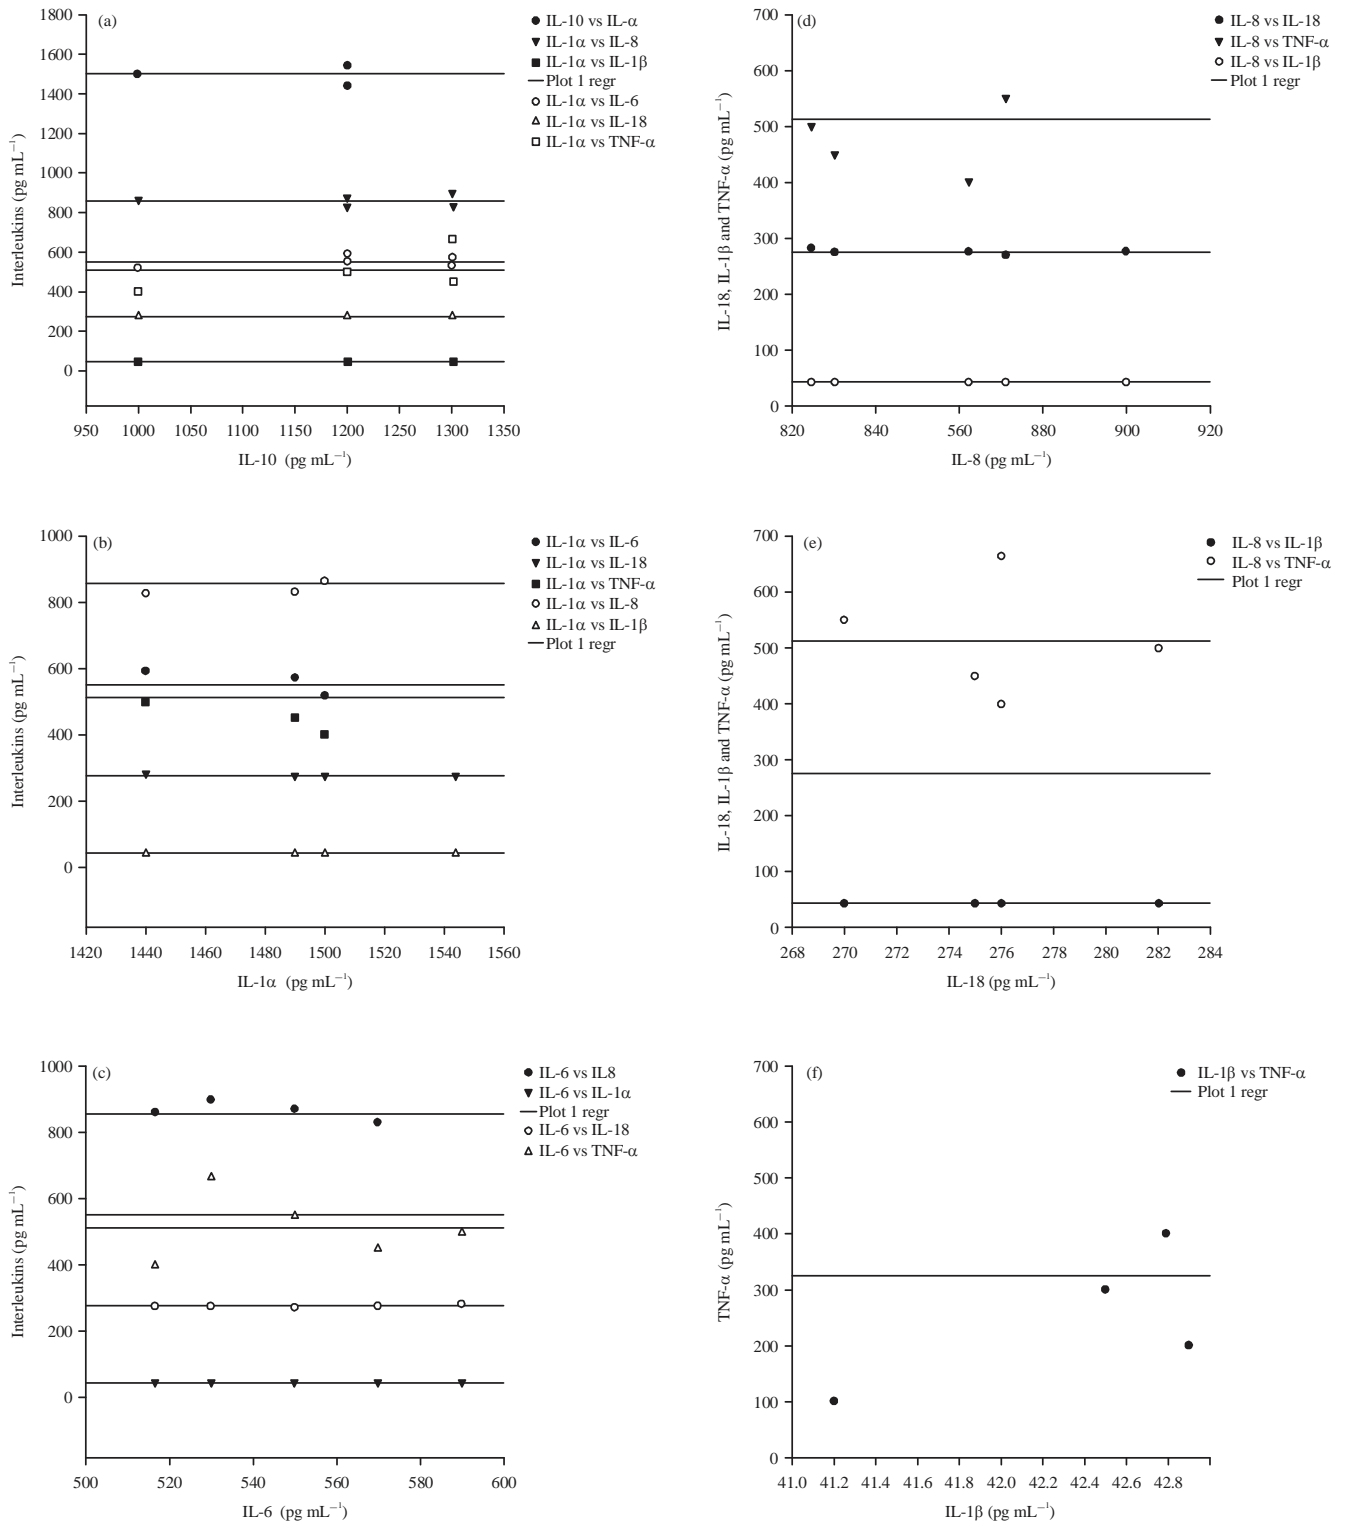 (a)
1800
1600
1400
1200
1000
800
600
400
200
0
Interleukins (pg mL⁻¹)
950 1000 1050 1100 1150 1200 1250 1300 1350
IL-10 (pg mL⁻¹)
IL-10 vs IL-α
IL-1α vs IL-8
IL-1α vs IL-1β
Plot 1 regr
IL-1α vs IL-6
IL-1α vs IL-18
IL-1α vs TNF-α
(d)
700
600
500
400
300
200
100
0
IL-18, IL-1β and TNF-α (pg mL⁻¹)
820 840 560 880 900 920
IL-8 (pg mL⁻¹)
IL-8 vs IL-18
IL-8 vs TNF-α
IL-8 vs IL-1β
Plot 1 regr
(b)
1000
800
600
400
200
0
Interleukins (pg mL⁻¹)
1420 1440 1460 1480 1500 1520 1540 1560
IL-1α (pg mL⁻¹)
IL-1α vs IL-6
IL-1α vs IL-18
IL-1α vs TNF-α
IL-1α vs IL-8
IL-1α vs IL-1β
Plot 1 regr
(e)
700
600
500
400
300
200
100
0
IL-18, IL-1β and TNF-α (pg mL⁻¹)
268 270 272 274 276 278 280 282 284
IL-18 (pg mL⁻¹)
IL-8 vs IL-1β
IL-8 vs TNF-α
Plot 1 regr
(c)
1000
800
600
400
200
0
Interleukins (pg mL⁻¹)
500 520 540 560 580 600
IL-6 (pg mL⁻¹)
IL-6 vs IL8
IL-6 vs IL-1α
Plot 1 regr
IL-6 vs IL-18
IL-6 vs TNF-α
(f)
700
600
500
400
300
200
100
0
TNF-α (pg mL⁻¹)
41.0 41.2 41.4 41.6 41.8 42.0 42.2 42.4 42.6 42.8
IL-1β (pg mL⁻¹)
IL-1β vs TNF-α
Plot 1 regr